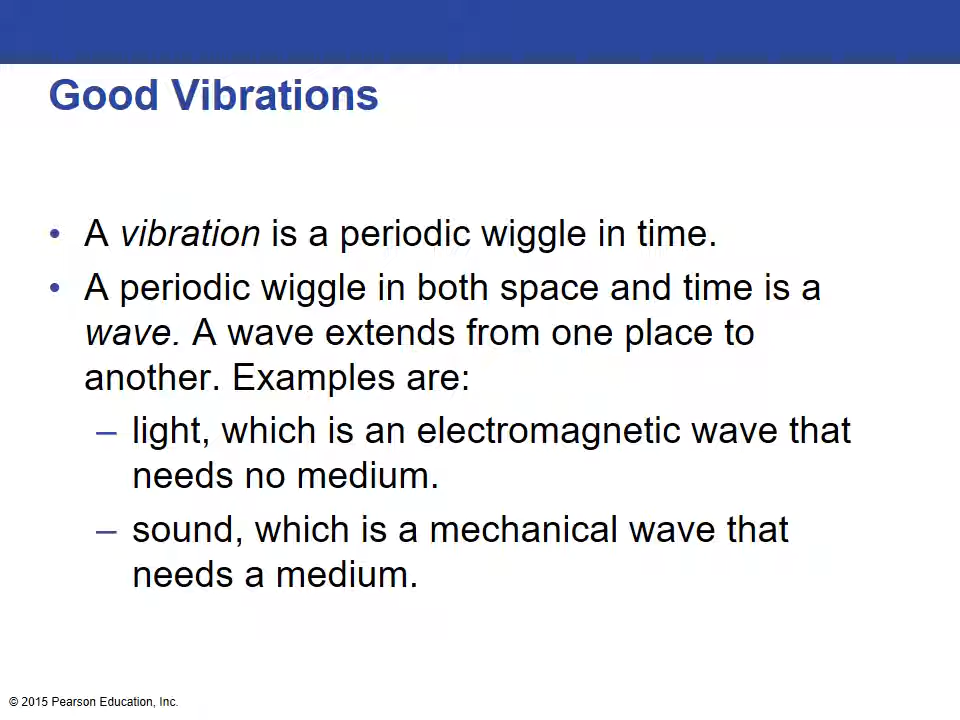 Good Vibrations
• A vibration is a periodic wiggle in time.
• A periodic wiggle in both space and time is a
wave. A wave extends from one place to
another. Examples are:
– light, which is an electromagnetic wave that
needs no medium.
– sound, which is a mechanical wave that
needs a medium.
© 2015 Pearson Education, Inc.